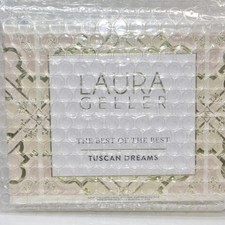 LAURA
GELLER
THE BEST OF THE BEST
TUSCAN DREAMS